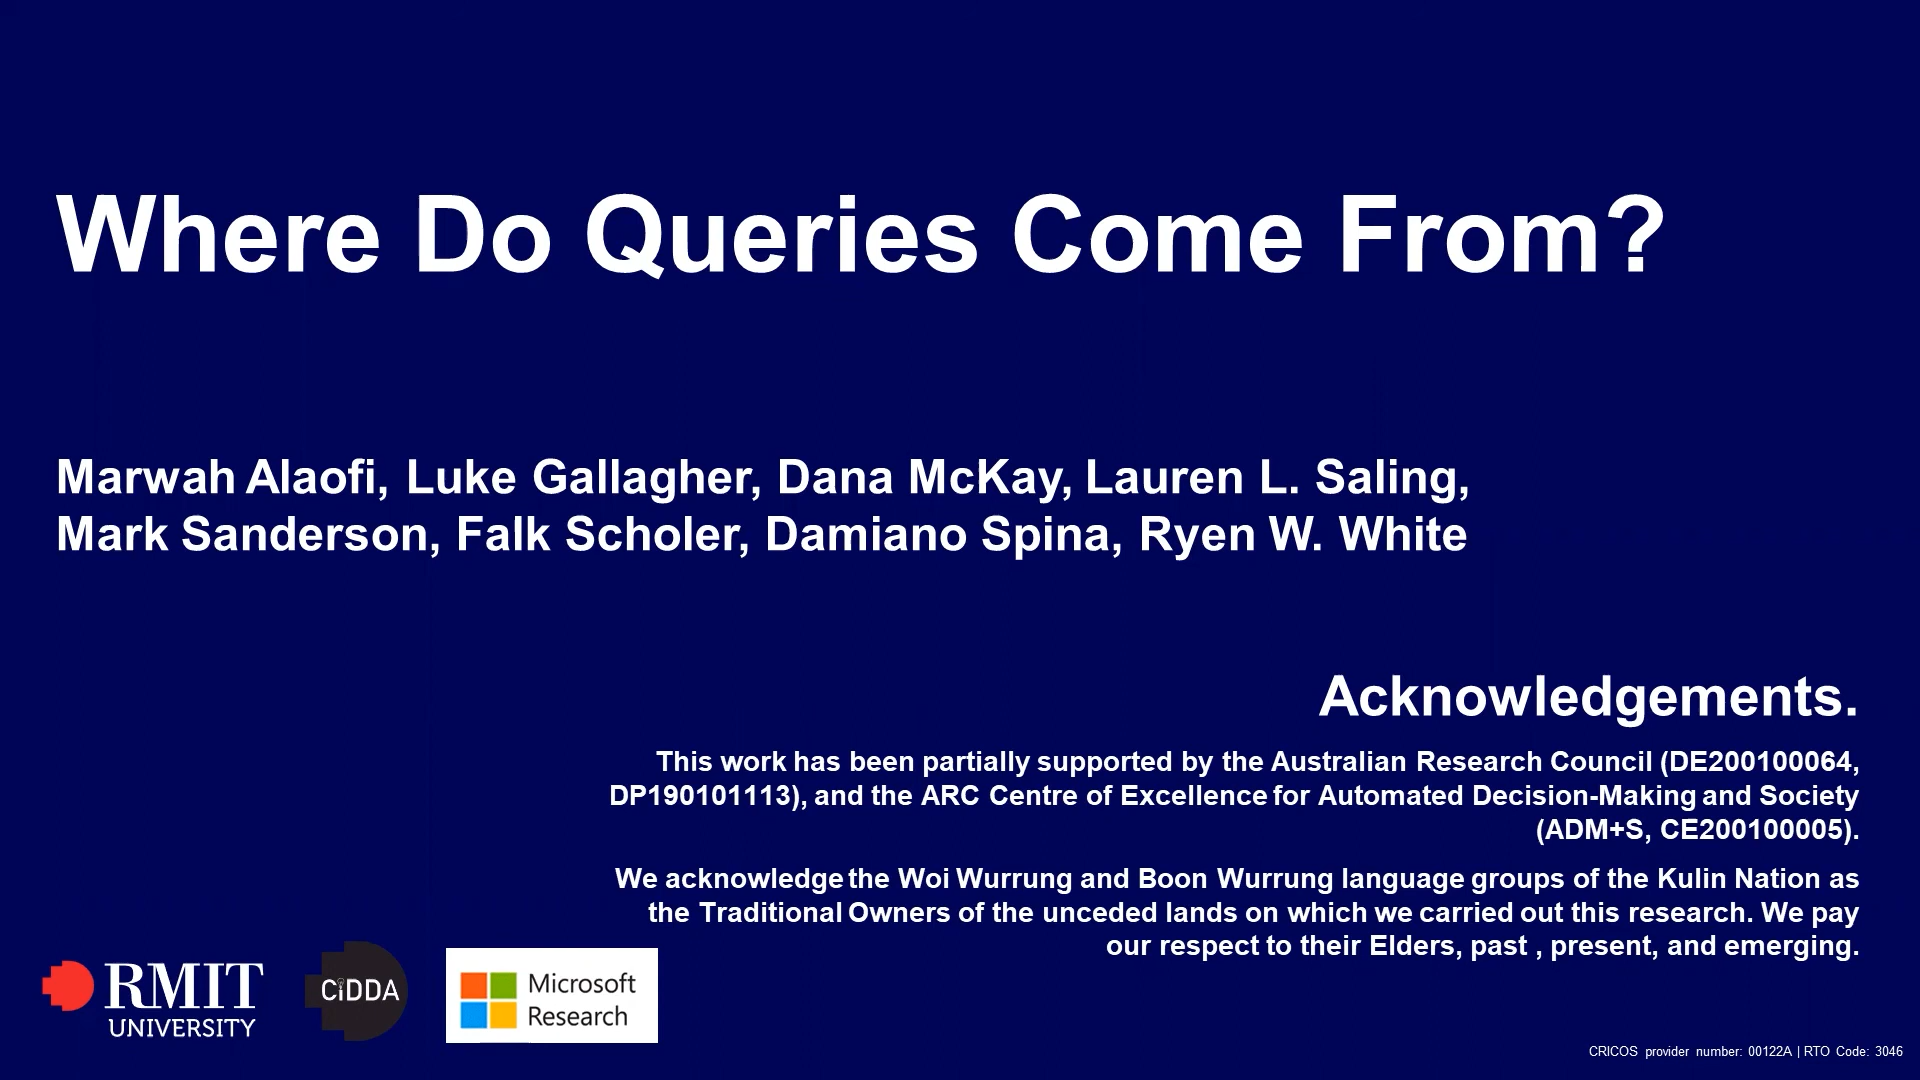 Where Do Queries Come From?
Marwah Alaofi, Luke Gallagher, Dana McKay, Lauren L. Saling,
Mark Sanderson, Falk Scholer, Damiano Spina, Ryen W. White
Acknowledgements.
This work has been partially supported by the Australian Research Council (DE200100064,
DP190101113), and the ARC Centre of Excellence for Automated Decision-Making and Society
(ADM+S, CE200100005).
We acknowledge the Woi Wurrung and Boon Wurrung language groups of the Kulin Nation as
the Traditional Owners of the unceded lands on which we carried out this research. We pay
our respect to their Elders, past , present, and emerging.
RMIT
UNIVERSITY
CiDDA
Microsoft
Research
CRICOS provider number: 00122A | RTO Code: 3046